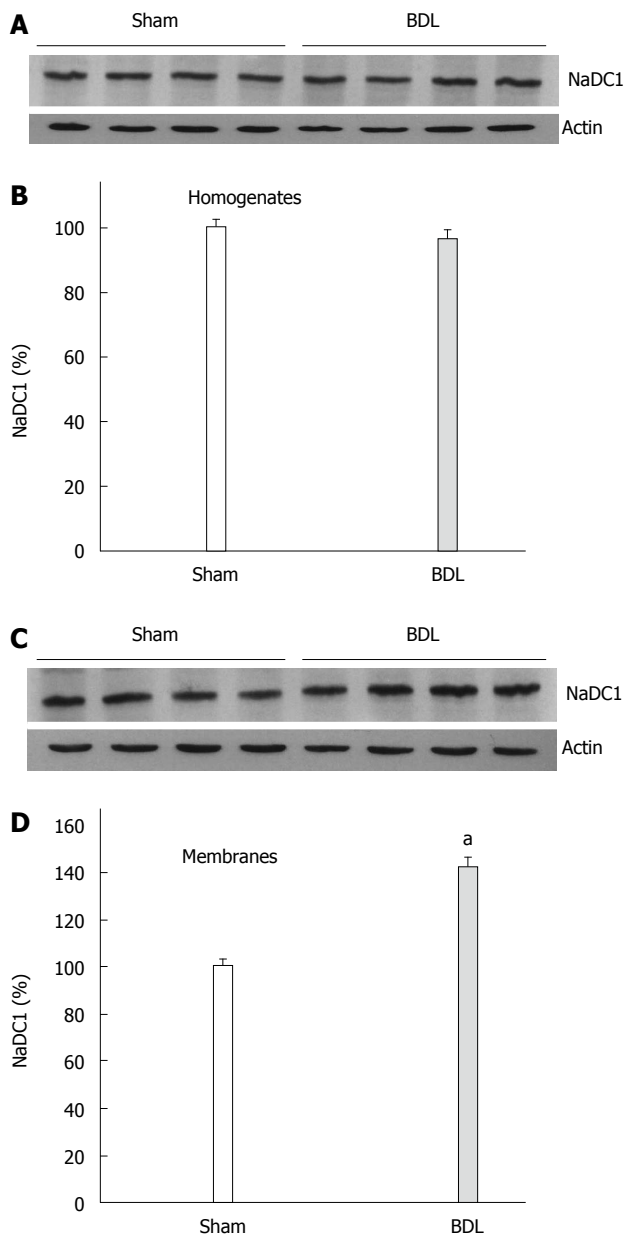 A
Sham BDL
NaDC1
Actin
B
Homogenates
100
80
60
40
20
0
NaDC1 (%)
Sham BDL
C
Sham BDL
NaDC1
Actin
D
160
Membranes
a
140
120
100
80
60
40
20
0
NaDC1 (%)
Sham BDL